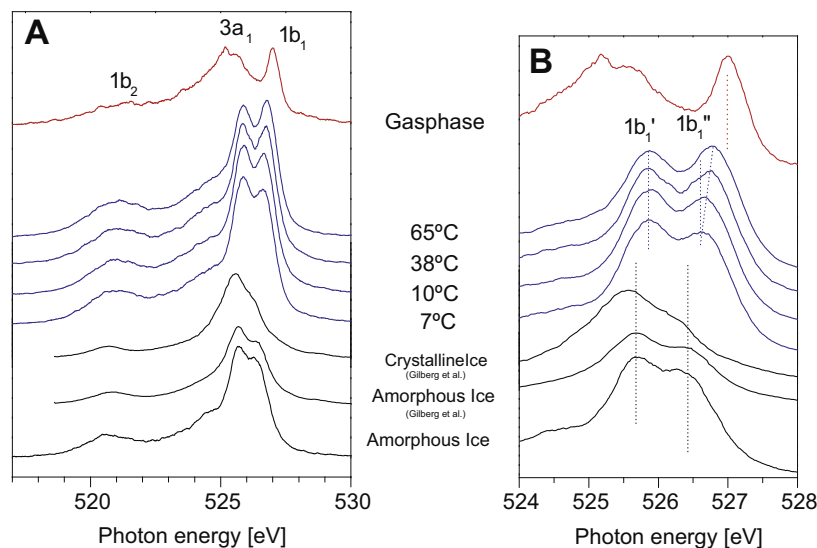 A
1b₂
3a₁
1b₁
520
525
530
Photon energy [eV]
Gasphase
65ºC
38ºC
10ºC
7ºC
CrystallineIce
(Gilberg et al.)
Amorphous Ice
(Gilberg et al.)
Amorphous Ice
B
1b₁'
1b₁"
524
525
526
527
528
Photon energy [eV]